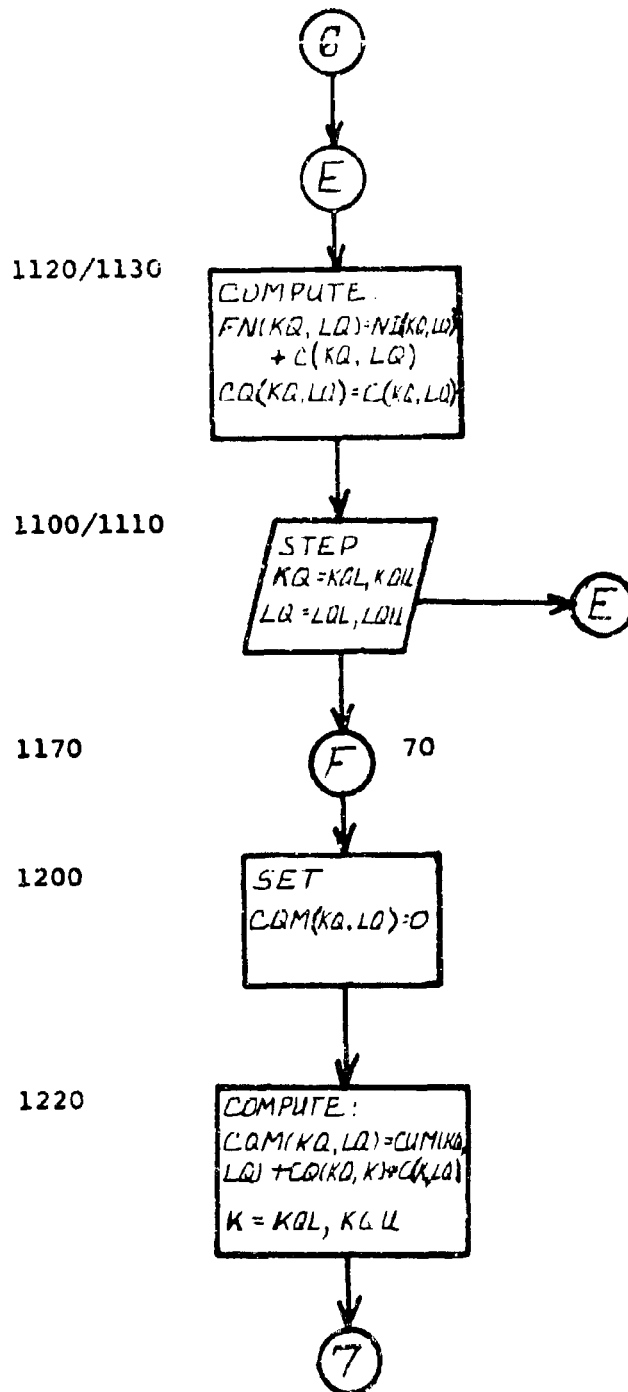 6
E
1120/1130
COMPUTE:
FN(KQ, LQ)=NI(KQ,LQ)
+ C(KQ, LQ)
CQ(KQ,LQ)=C(KQ,LQ)
1100/1110
STEP
KQ =KQL, KQU
LQ =LQL, LQU
E
1170
F
70
1200
SET
CQM(KQ,LQ)=0
1220
COMPUTE:
CQM(KQ,LQ)=CQM(KQ,
LQ) +CQ(KQ,K)*C(K,LQ)
K = KQL, KQU
7